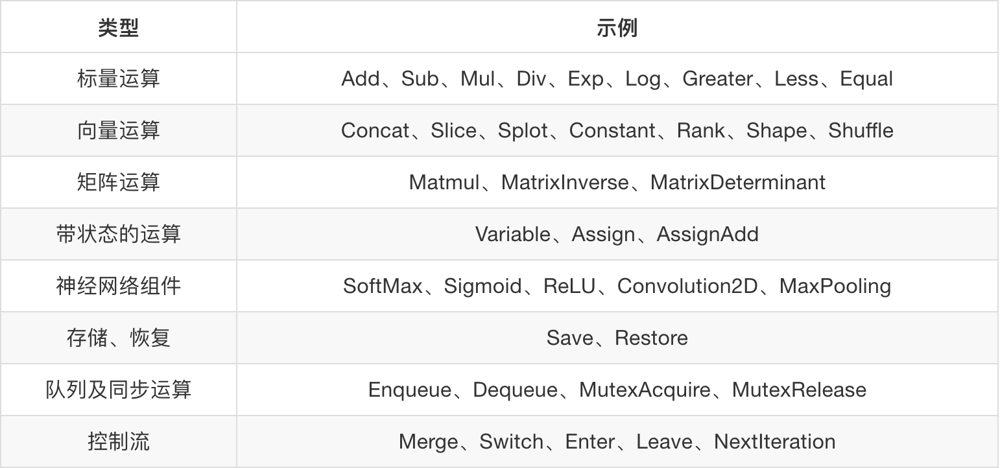 类型 示例
标量运算 Add、Sub、Mul、Div、Exp、Log、Greater、Less、Equal
向量运算 Concat、Slice、Splot、Constant、Rank、Shape、Shuffle
矩阵运算 Matmul、MatrixInverse、MatrixDeterminant
带状态的运算 Variable、Assign、AssignAdd
神经网络组件 SoftMax、Sigmoid、ReLU、Convolution2D、MaxPooling
存储、恢复 Save、Restore
队列及同步运算 Enqueue、Dequeue、MutexAcquire、MutexRelease
控制流 Merge、Switch、Enter、Leave、NextIteration